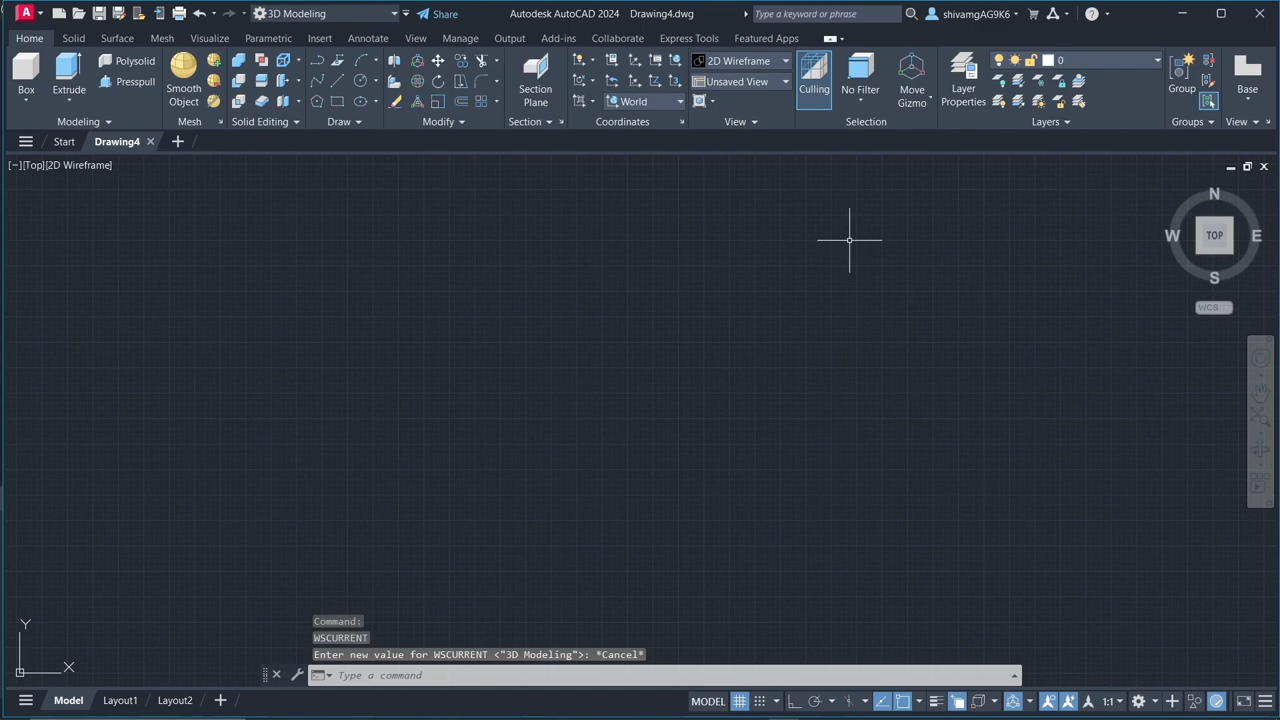 A 3D Modeling Share Autodesk AutoCAD 2024 Drawing4.dwg Type a keyword or phrase shivamgAG9K6
Home Solid Surface Mesh Visualize Parametric Insert Annotate View Manage Output Add-ins Collaborate Express Tools Featured Apps
Box Extrude Polysolid Presspull Smooth Object Section Plane 2D Wireframe Unsaved View World Culling No Filter Move Gizmo Layer Properties 0 Group Base
Modeling Mesh Solid Editing Draw Modify Section Coordinates View Selection Layers Groups View
Start Drawing4
[−][Top][2D Wireframe]
N
W TOP E
S
WCS
Y
X
Command:
WSCURRENT
Enter new value for WSCURRENT <"3D Modeling">: *Cancel*
Type a command
Model Layout1 Layout2 MODEL 1:1